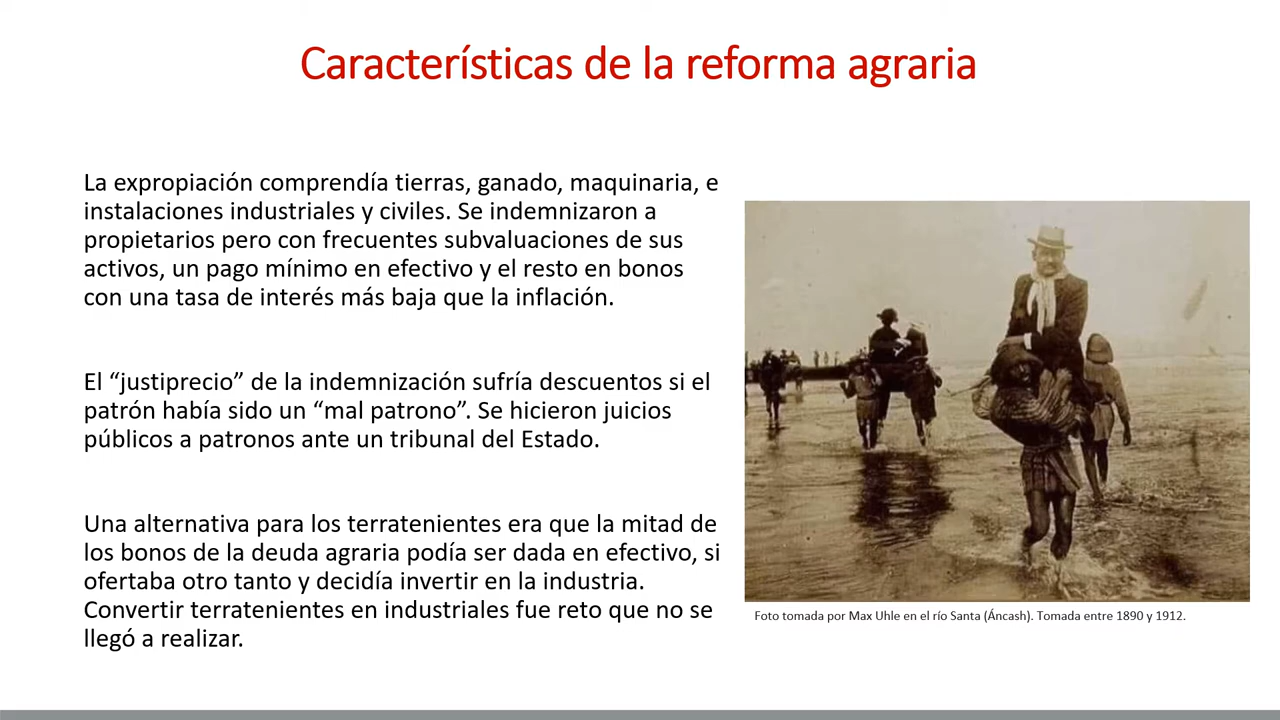 Características de la reforma agraria
La expropiación comprendía tierras, ganado, maquinaria, e
instalaciones industriales y civiles. Se indemnizaron a
propietarios pero con frecuentes subvaluaciones de sus
activos, un pago mínimo en efectivo y el resto en bonos
con una tasa de interés más baja que la inflación.
El “justiprecio” de la indemnización sufría descuentos si el
patrón había sido un “mal patrono”. Se hicieron juicios
públicos a patronos ante un tribunal del Estado.
Una alternativa para los terratenientes era que la mitad de
los bonos de la deuda agraria podía ser dada en efectivo, si
ofertaba otro tanto y decidía invertir en la industria.
Convertir terratenientes en industriales fue reto que no se
llegó a realizar.
Foto tomada por Max Uhle en el río Santa (Áncash). Tomada entre 1890 y 1912.